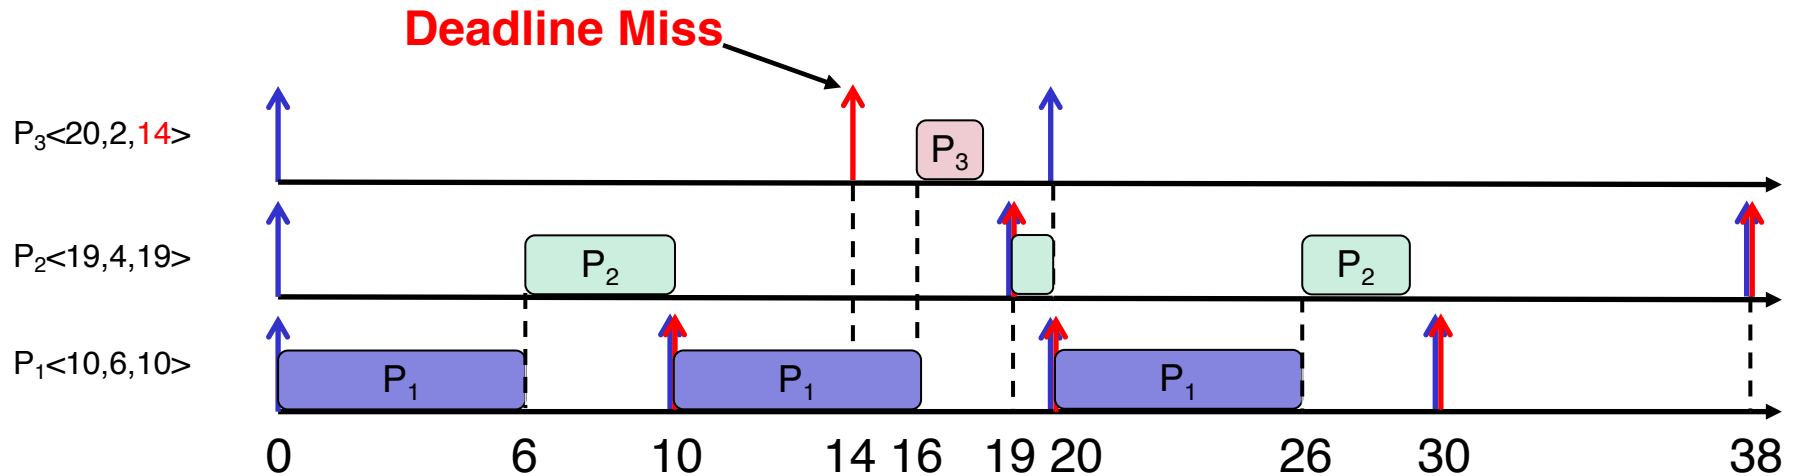 Deadline Miss
P₃<20,2,14>
P₃
P₂<19,4,19>
P₂
P₂
P₁<10,6,10>
P₁
P₁
P₁
0 6 10 14 16 19 20 26 30 38